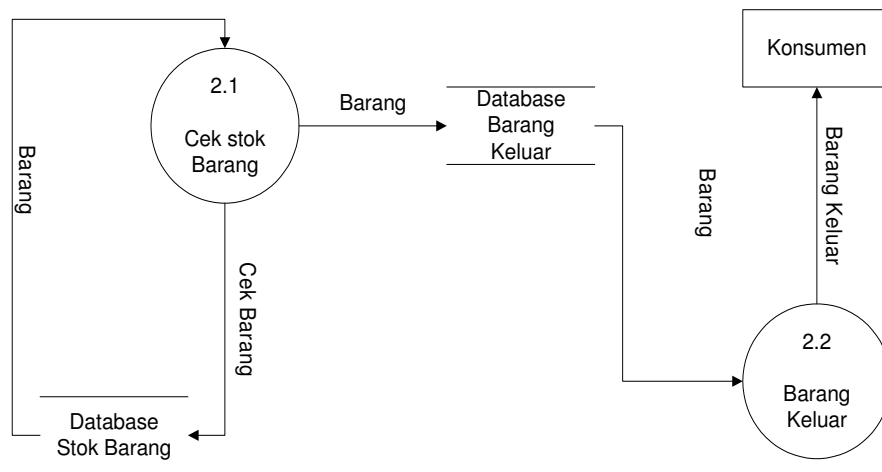 2.1
Cek stok
Barang
Barang
Database
Barang
Keluar
Konsumen
Barang
Cek Barang
Barang
Barang Keluar
2.2
Barang
Keluar
Database
Stok Barang